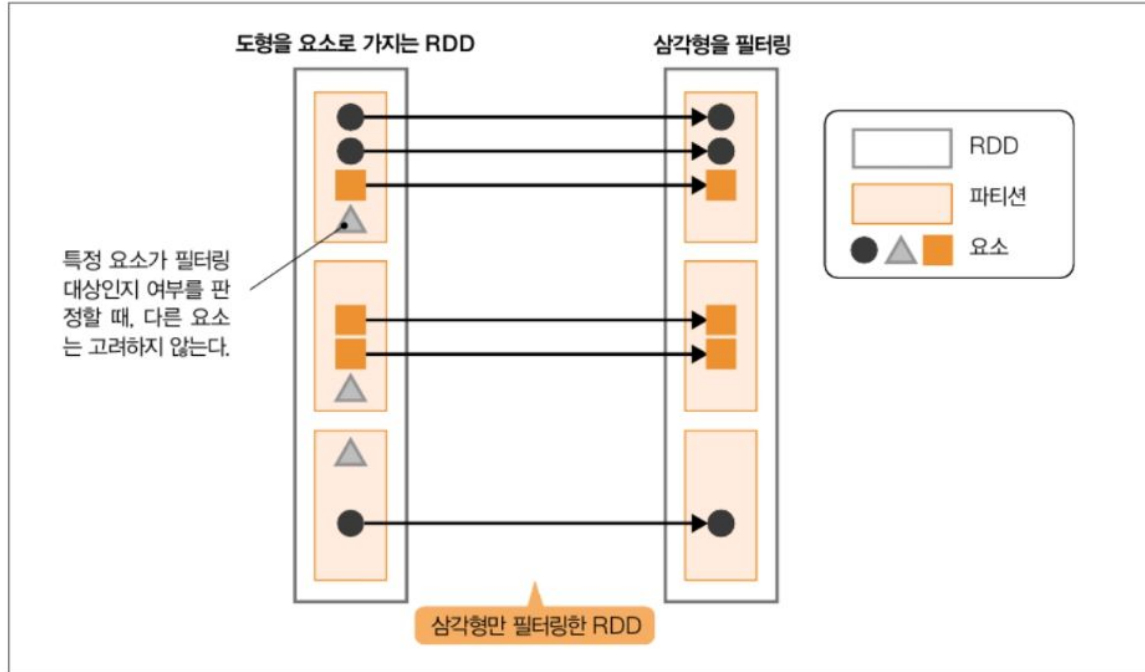 도형을 요소로 가지는 RDD
삼각형을 필터링
RDD
파티션
요소
특정 요소가 필터링
대상인지 여부를 판
정할 때, 다른 요소
는 고려하지 않는다.
삼각형만 필터링한 RDD